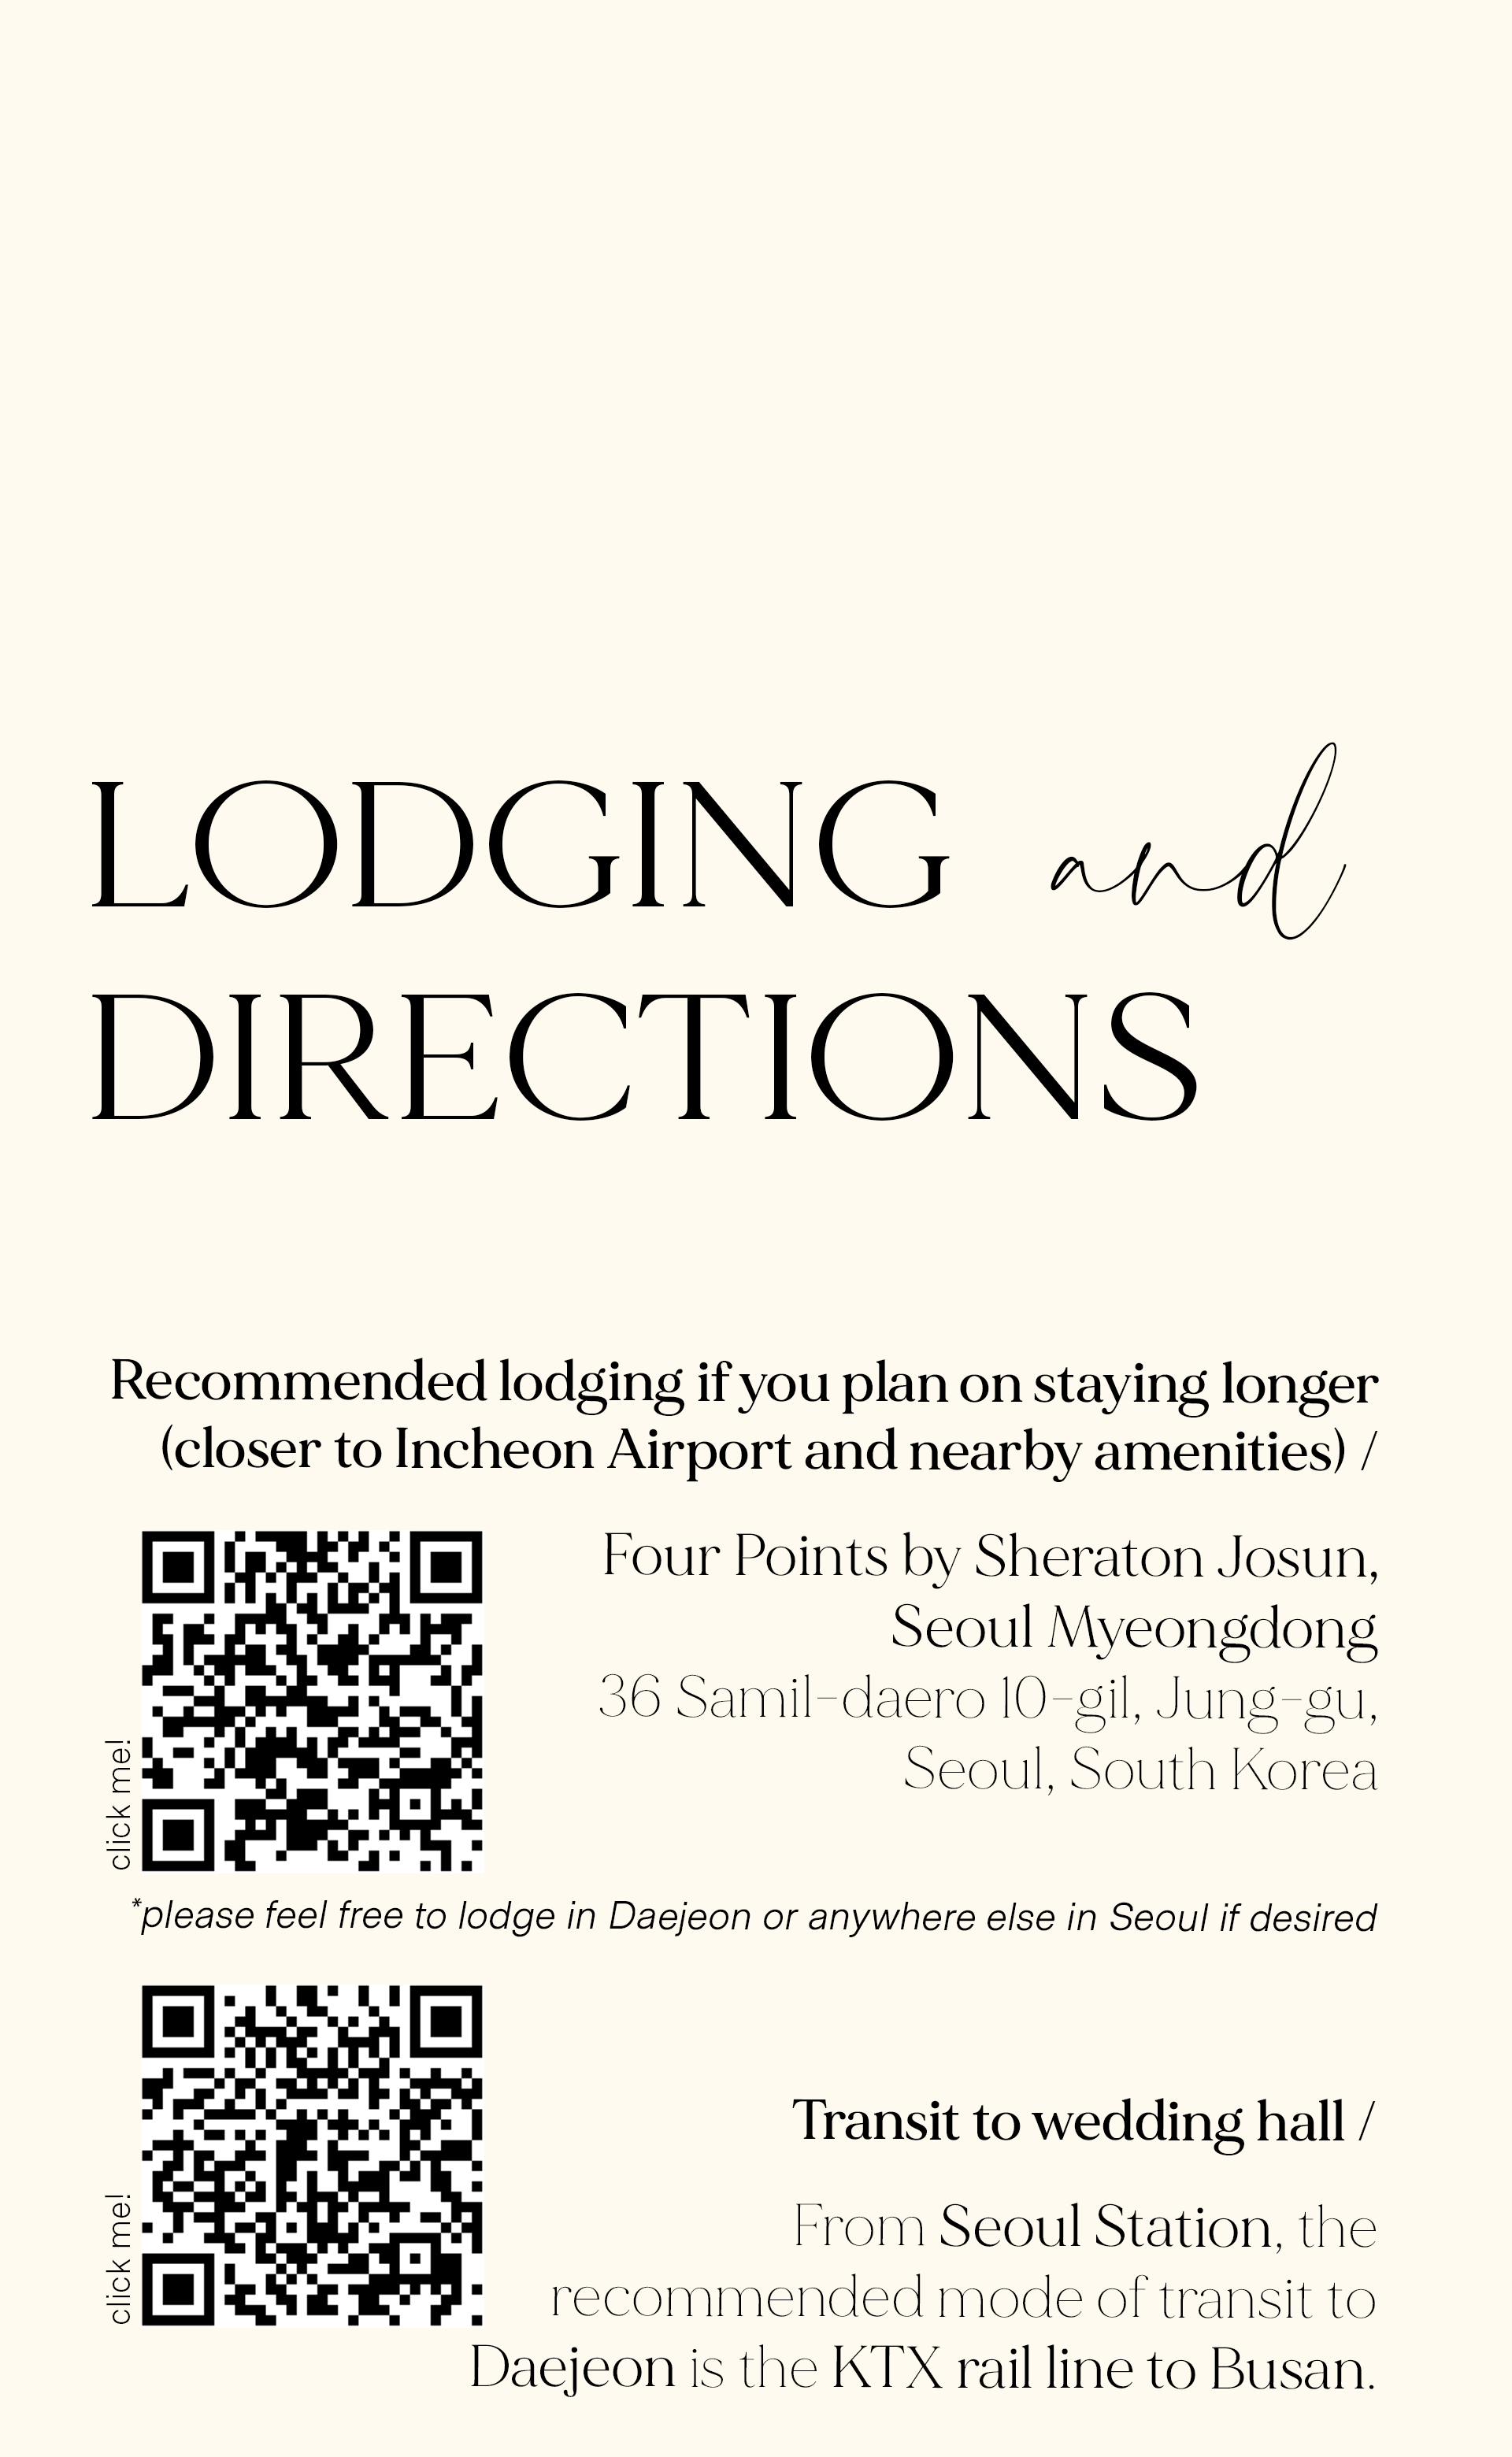 LODGING and
DIRECTIONS
Recommended lodging if you plan on staying longer
(closer to Incheon Airport and nearby amenities) /
Four Points by Sheraton Josun,
Seoul Myeongdong
36 Samil-daero 10-gil, Jung-gu,
Seoul, South Korea
click me!
*please feel free to lodge in Daejeon or anywhere else in Seoul if desired
Transit to wedding hall /
From Seoul Station, the
recommended mode of transit to
Daejeon is the KTX rail line to Busan.
click me!